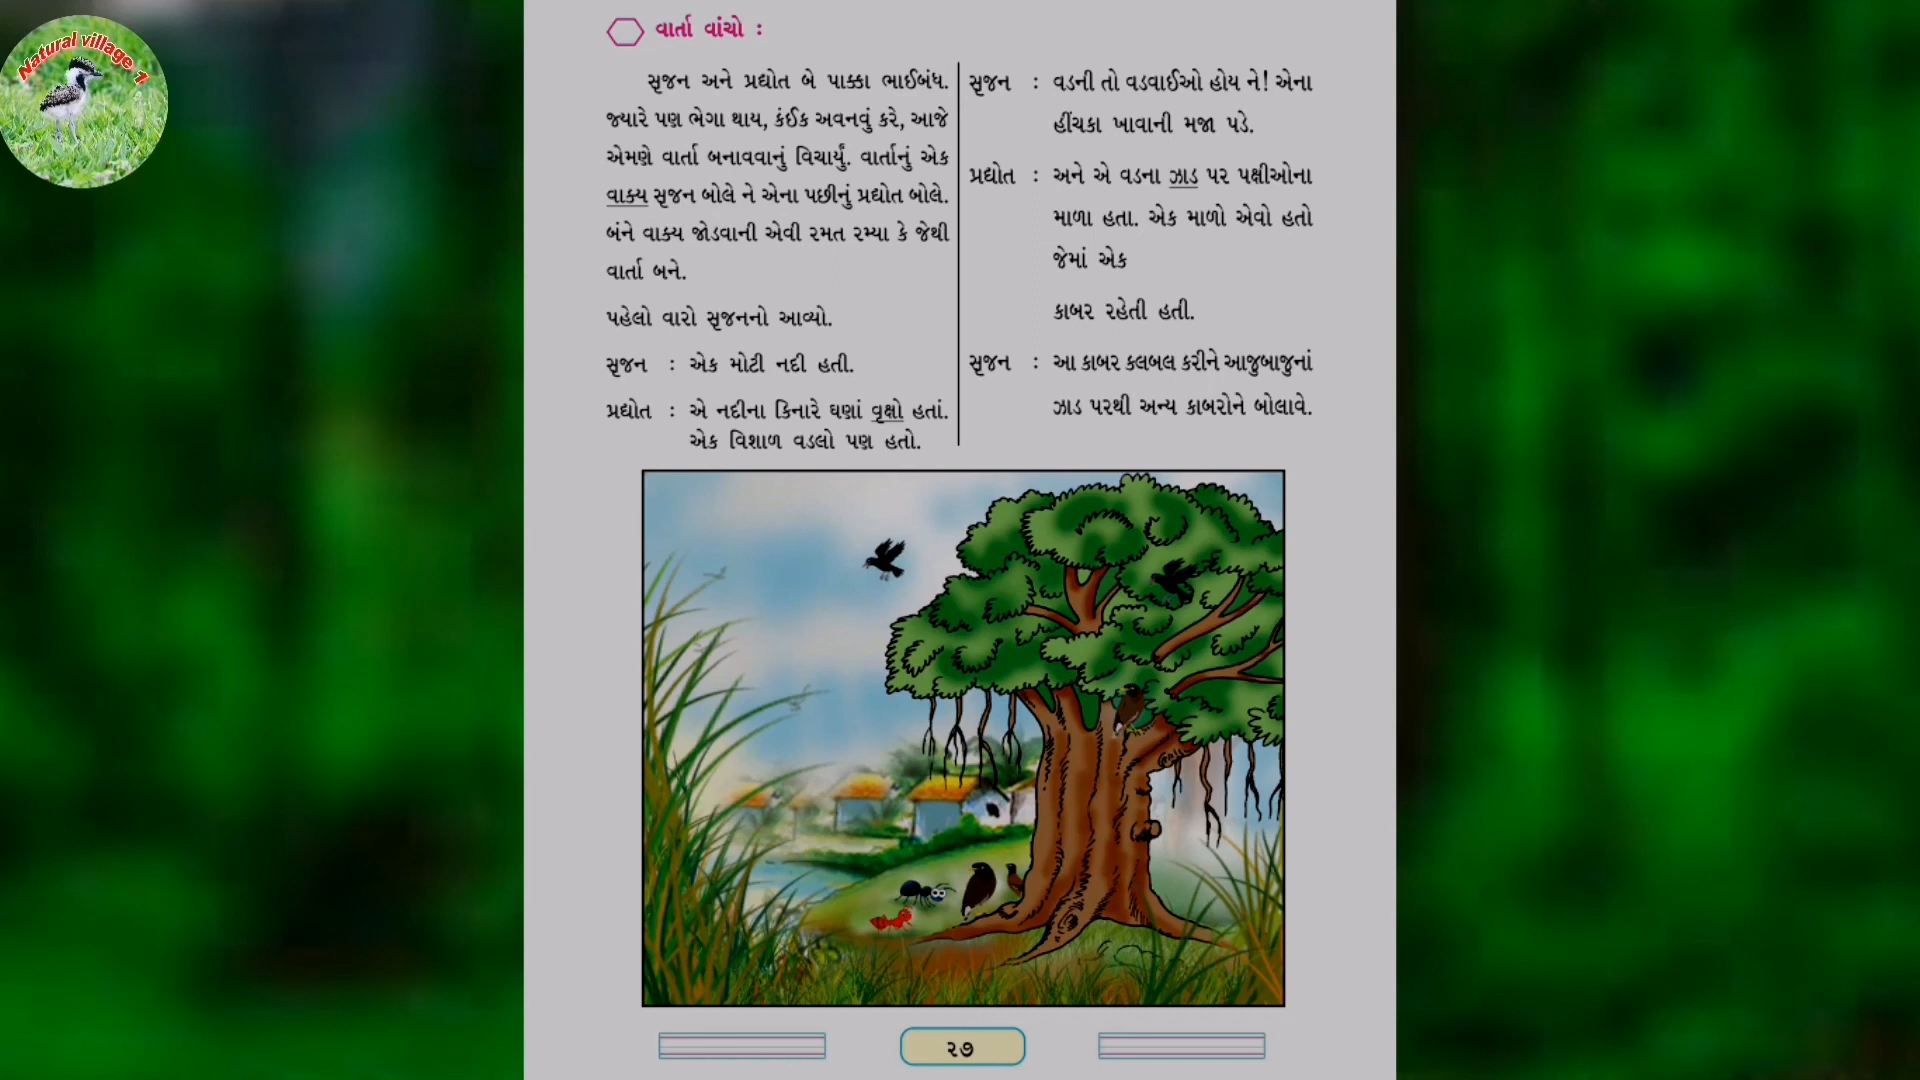 Natural village 1
વાર્તા વાંચો :
સૃજન અને પ્રદ્યોત બે પાક્કા ભાઈબંધ.
જ્યારે પણ ભેગા થાય, કંઈક અવનવું કરે, આજે
એમણે વાર્તા બનાવવાનું વિચાર્યું. વાર્તાનું એક
વાક્ય સૃજન બોલે ને એના પછીનું પ્રદ્યોત બોલે.
બંને વાક્ય જોડવાની એવી રમત રમ્યા કે જેથી
વાર્તા બને.
પહેલો વારો સૃજનનો આવ્યો.
સૃજન : એક મોટી નદી હતી.
પ્રદ્યોત : એ નદીના કિનારે ઘણાં વૃક્ષો હતાં.
એક વિશાળ વડલો પણ હતો.
સૃજન : વડની તો વડવાઈઓ હોય ને! એના
હીંચકા ખાવાની મજા પડે.
પ્રદ્યોત : અને એ વડના ઝાડ પર પક્ષીઓના
માળા હતા. એક માળો એવો હતો
જેમાં એક
કાબર રહેતી હતી.
સૃજન : આ કાબર કલબલ કરીને આજુબાજુનાં
ઝાડ પરથી અન્ય કાબરોને બોલાવે.
૨૭